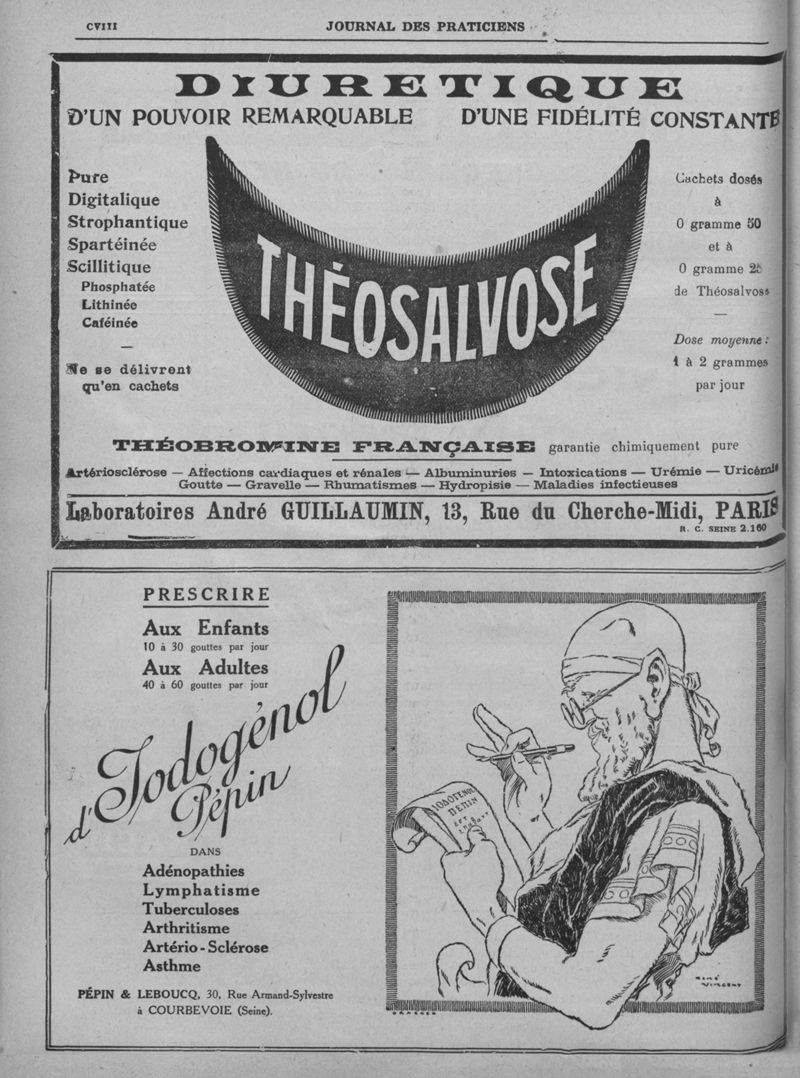 CVIII
JOURNAL DES PRATICIENS
DIURETIQUE
D'UN POUVOIR REMARQUABLE D'UNE FIDÉLITÉ CONSTANTE
Pure
Digitalique
Strophantique
Spartéinée
Scillitique
Phosphatée
Lithinée
Caféinée
—
Ne se délivrent
qu'en cachets
THÉOSALVOSE
Cachets dosés
à
0 gramme 50
et à
0 gramme 25
de Théosalvose
—
Dose moyenne :
1 à 2 grammes
par jour
THÉOBROMINE FRANÇAISE garantie chimiquement pure
Artériosclérose — Affections cardiaques et rénales — Albuminuries — Intoxications — Urémie — Uricémie
Goutte — Gravelle — Rhumatismes — Hydropisie — Maladies infectieuses
Laboratoires André GUILLAUMIN, 13, Rue du Cherche-Midi, PARIS
R. C. SEINE 2.160
PRESCRIRE
Aux Enfants
10 à 30 gouttes par jour
Aux Adultes
40 à 60 gouttes par jour
d'Iodogénol
Pépin
DANS
Adénopathies
Lymphatisme
Tuberculoses
Arthritisme
Artério-Sclérose
Asthme
PÉPIN & LEBOUCQ, 30, Rue Armand-Sylvestre
à COURBEVOIE (Seine).
ΙΟΔΟΓΕΝΟΛ
ΠΕΠΙΝ
RENÉ
VINCENT
DRAEGER